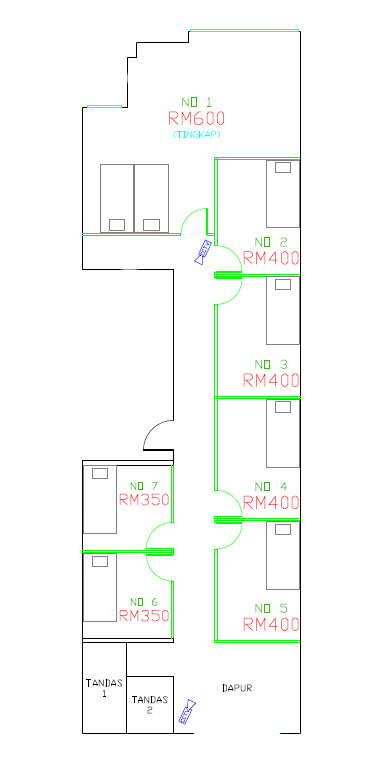 NO 1
RM600
(TINGKAP)
NO 2
RM400
NO 3
RM400
NO 4
RM400
NO 7
RM350
NO 6
RM350
NO 5
RM400
TANDAS
1
TANDAS
2
DAPUR